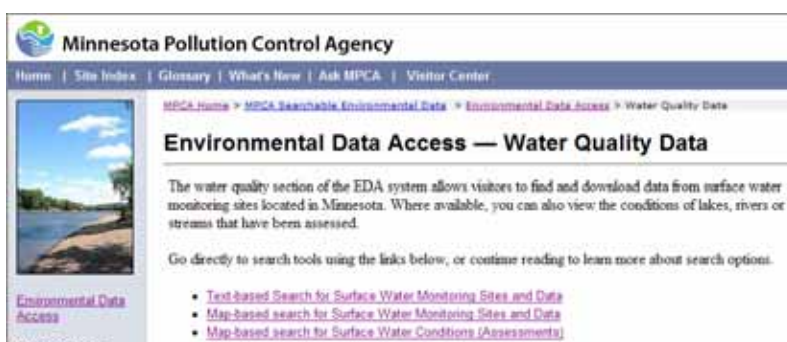 Minnesota Pollution Control Agency
Home | Site Index | Glossary | What's New | Ask MPCA | Visitor Center
MPCA Home > MPCA Searchable Environmental Data > Environmental Data Access > Water Quality Data
Environmental Data Access — Water Quality Data
The water quality section of the EDA system allows visitors to find and download data from surface water
monitoring sites located in Minnesota. Where available, you can also view the conditions of lakes, rivers or
streams that have been assessed.
Go directly to search tools using the links below, or continue reading to learn more about search options.
Environmental Data
Access
• Text-based Search for Surface Water Monitoring Sites and Data
• Map-based search for Surface Water Monitoring Sites and Data
• Map-based search for Surface Water Conditions (Assessments)